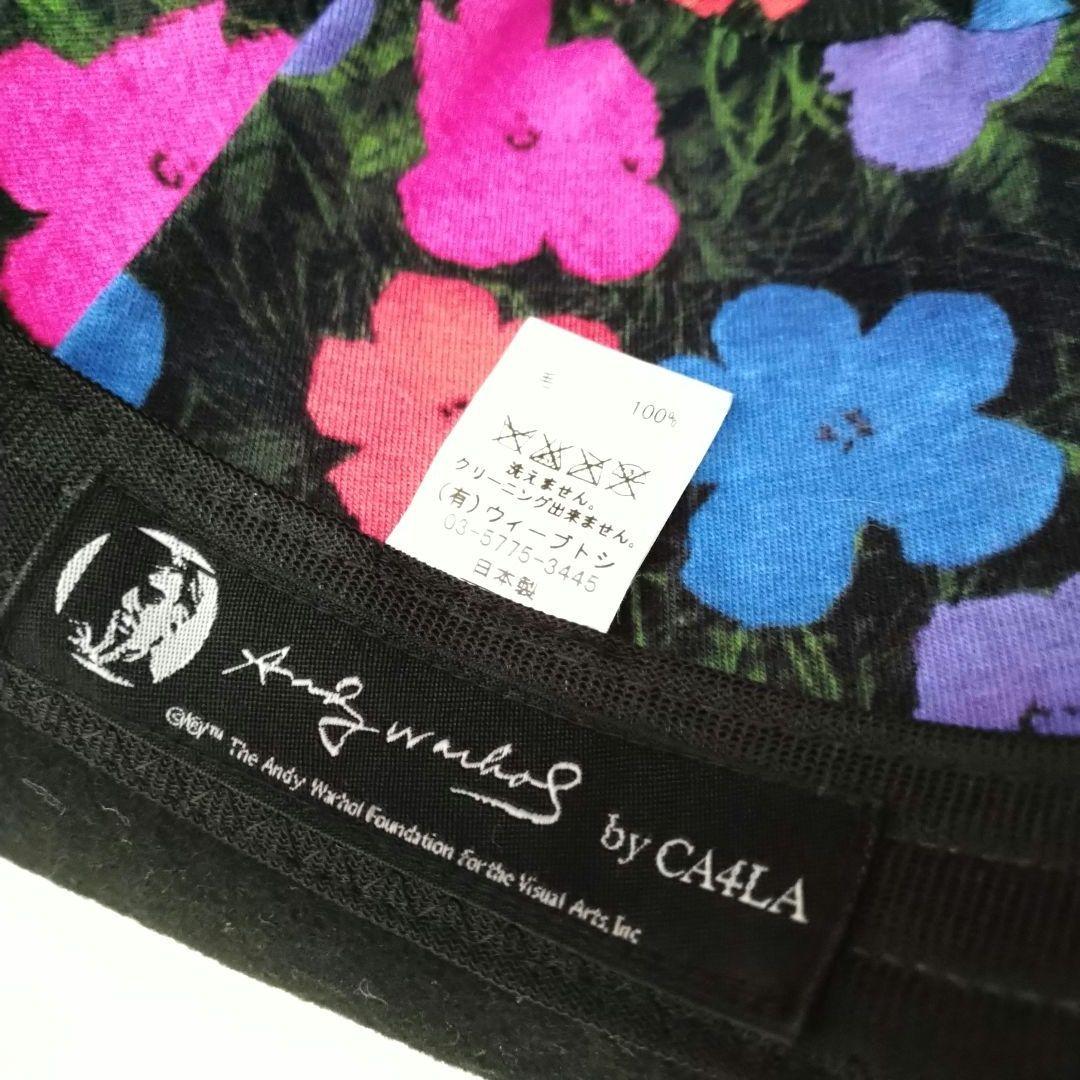 毛 100%
洗えません。
クリーニング出来ません。
(有)ウィーブトシ
03-5775-3445
日本製
Andy Warhol by CA4LA
The Andy Warhol Foundation for the Visual Arts, Inc